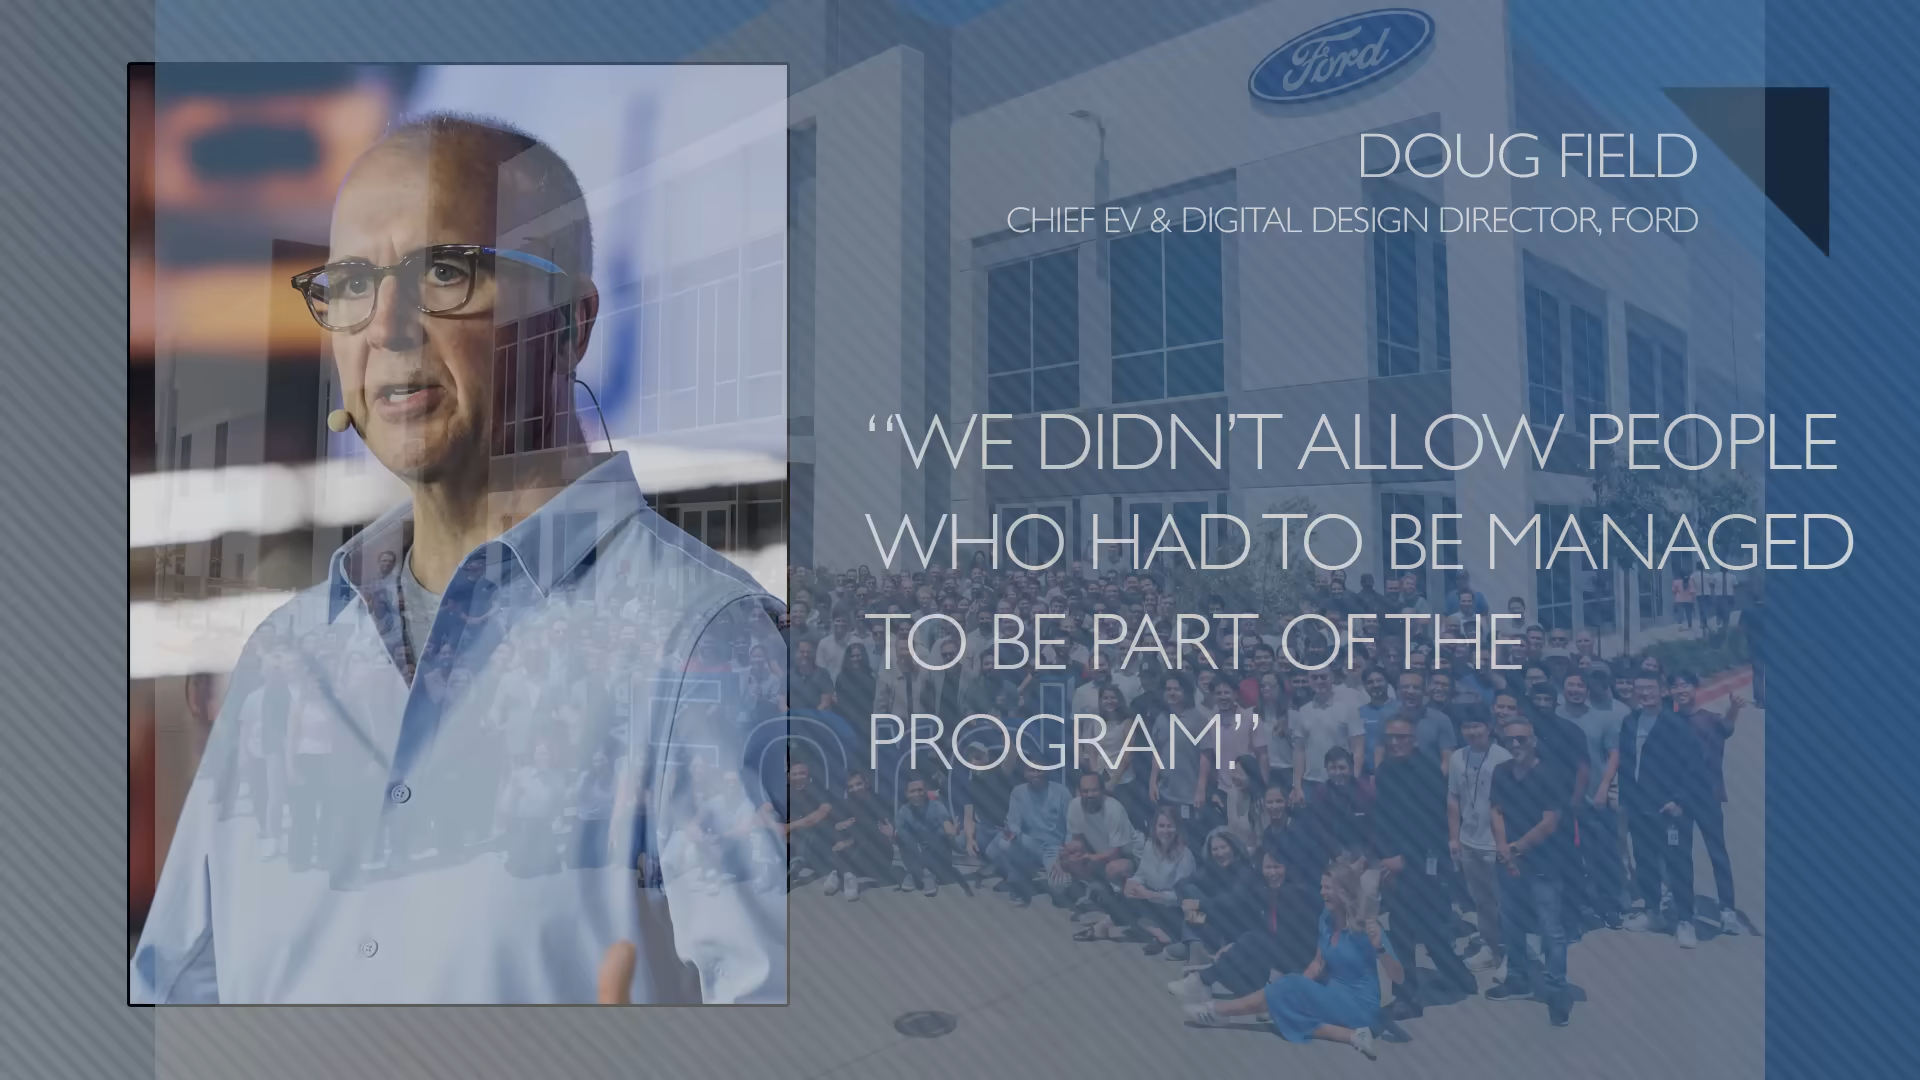 Ford
DOUG FIELD
CHIEF EV & DIGITAL DESIGN DIRECTOR, FORD
“WE DIDN’T ALLOW PEOPLE
WHO HAD TO BE MANAGED
TO BE PART OF THE
PROGRAM.”
Ford